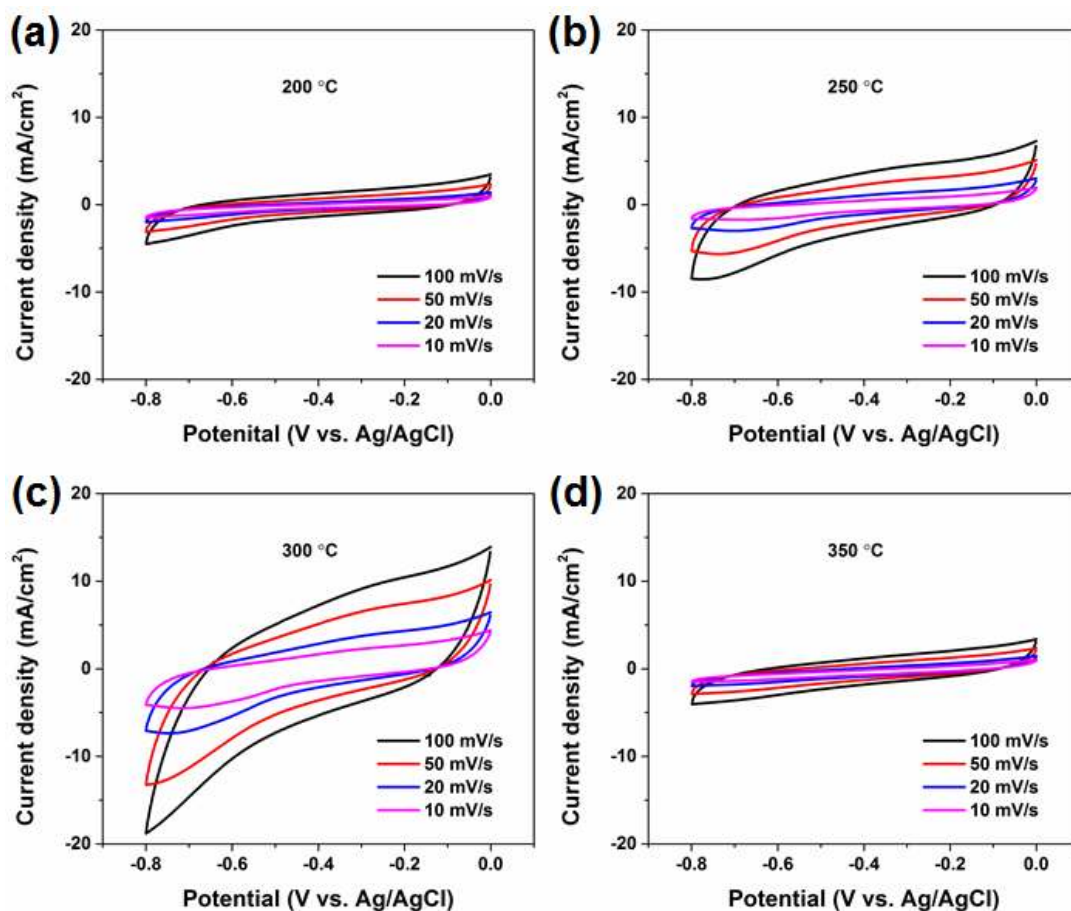 (a)
200 °C
Current density (mA/cm²)
20
10
0
-10
-20
100 mV/s
50 mV/s
20 mV/s
10 mV/s
-0.8 -0.6 -0.4 -0.2 0.0
Potenital (V vs. Ag/AgCl)
(b)
250 °C
Current density (mA/cm²)
20
10
0
-10
-20
100 mV/s
50 mV/s
20 mV/s
10 mV/s
-0.8 -0.6 -0.4 -0.2 0.0
Potential (V vs. Ag/AgCl)
(c)
300 °C
Current density (mA/cm²)
20
10
0
-10
-20
100 mV/s
50 mV/s
20 mV/s
10 mV/s
-0.8 -0.6 -0.4 -0.2 0.0
Potential (V vs. Ag/AgCl)
(d)
350 °C
Current density (mA/cm²)
20
10
0
-10
-20
100 mV/s
50 mV/s
20 mV/s
10 mV/s
-0.8 -0.6 -0.4 -0.2 0.0
Potential (V vs. Ag/AgCl)